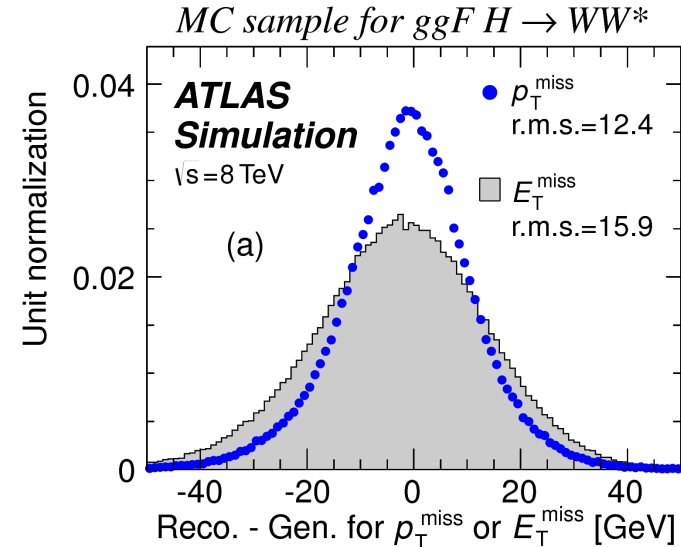 MC sample for ggF H → WW*
ATLAS
Simulation
√s=8 TeV
(a)
p_T^miss
r.m.s.=12.4
E_T^miss
r.m.s.=15.9
Unit normalization
0.04
0.02
0
-40 -20 0 20 40
Reco. - Gen. for p_T^miss or E_T^miss [GeV]